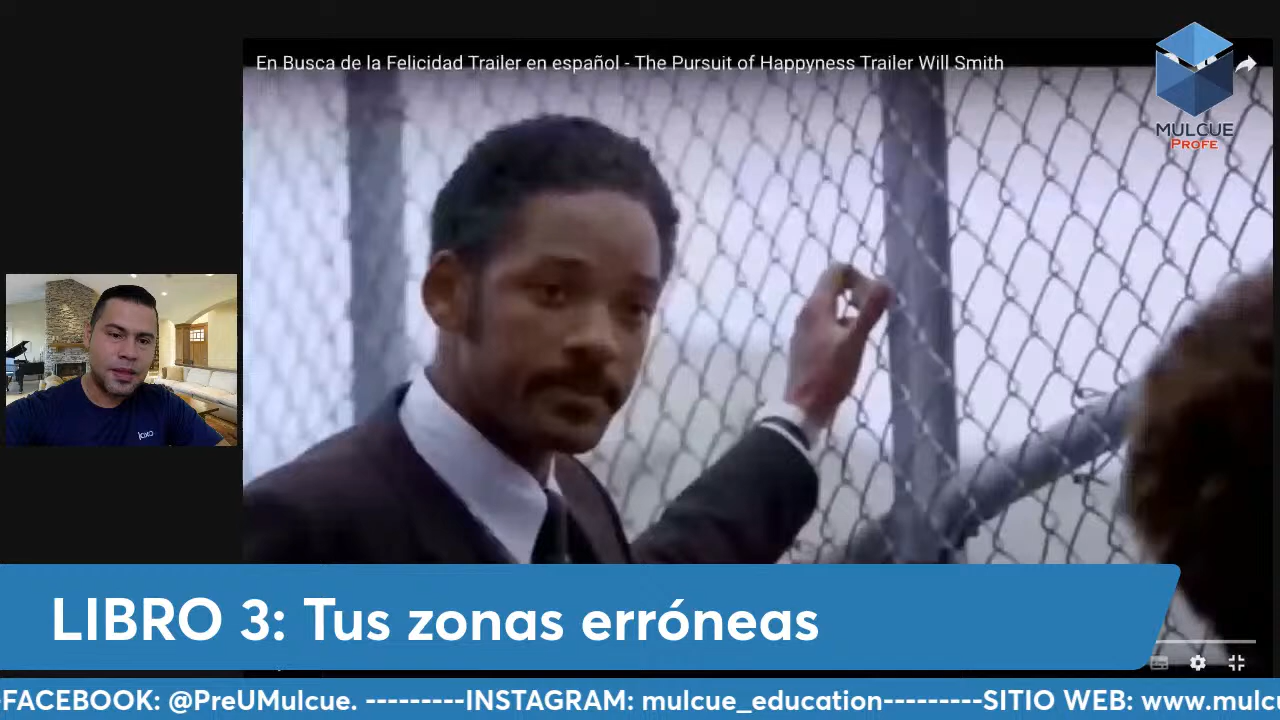 En Busca de la Felicidad Trailer en español - The Pursuit of Happyness Trailer Will Smith
MULCUE
PROFE
LIBRO 3: Tus zonas erróneas
FACEBOOK: @PreUMulcue. ---------INSTAGRAM: mulcue_education---------SITIO WEB: www.mulcu